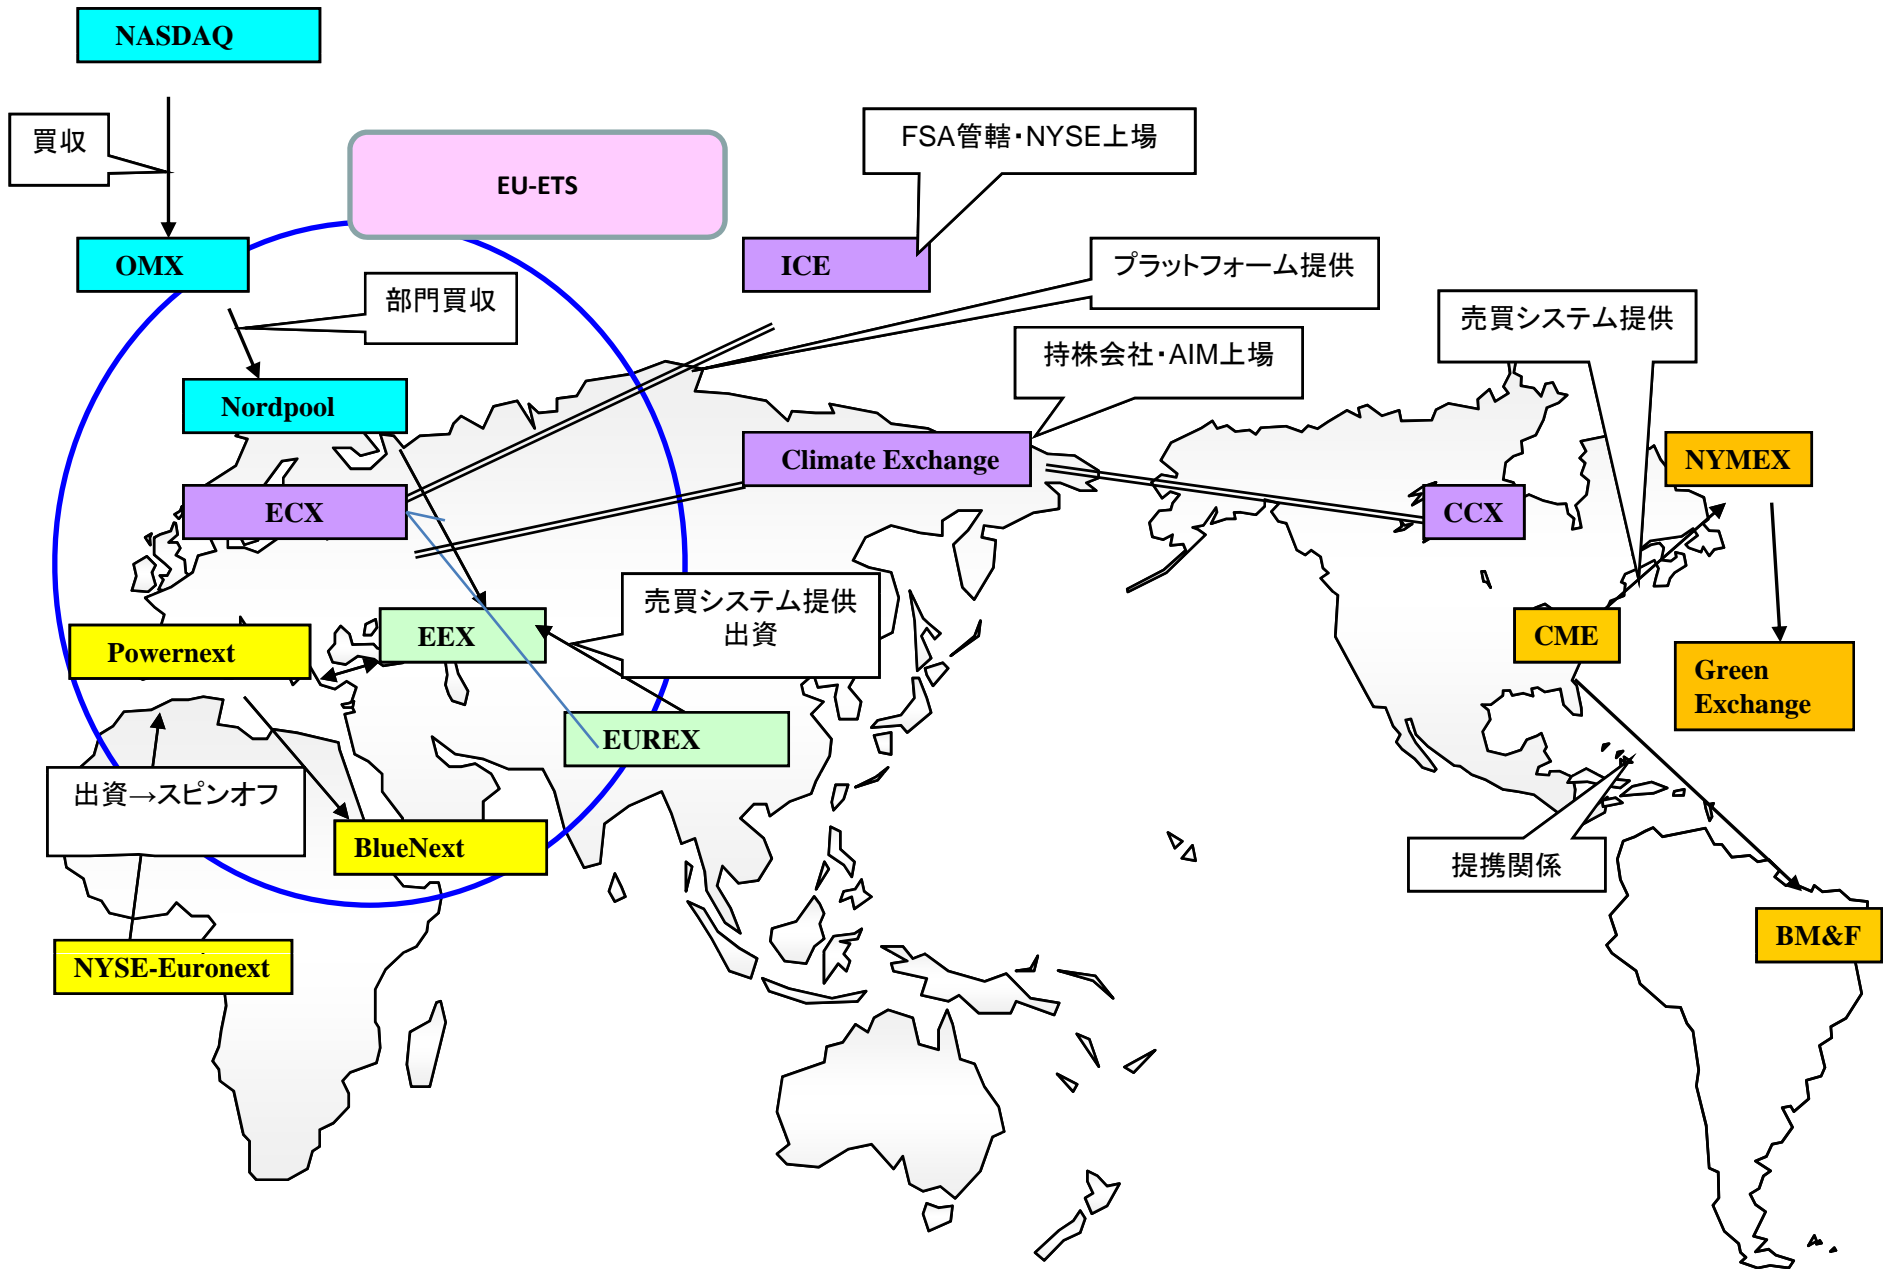 NASDAQ
買収
FSA管轄・NYSE上場
EU-ETS
OMX
ICE
プラットフォーム提供
部門買収
売買システム提供
持株会社・AIM上場
Nordpool
Climate Exchange
NYMEX
ECX
CCX
売買システム提供
出資
EEX
CME
Powernext
Green
Exchange
EUREX
出資→スピンオフ
BlueNext
提携関係
BM&F
NYSE-Euronext